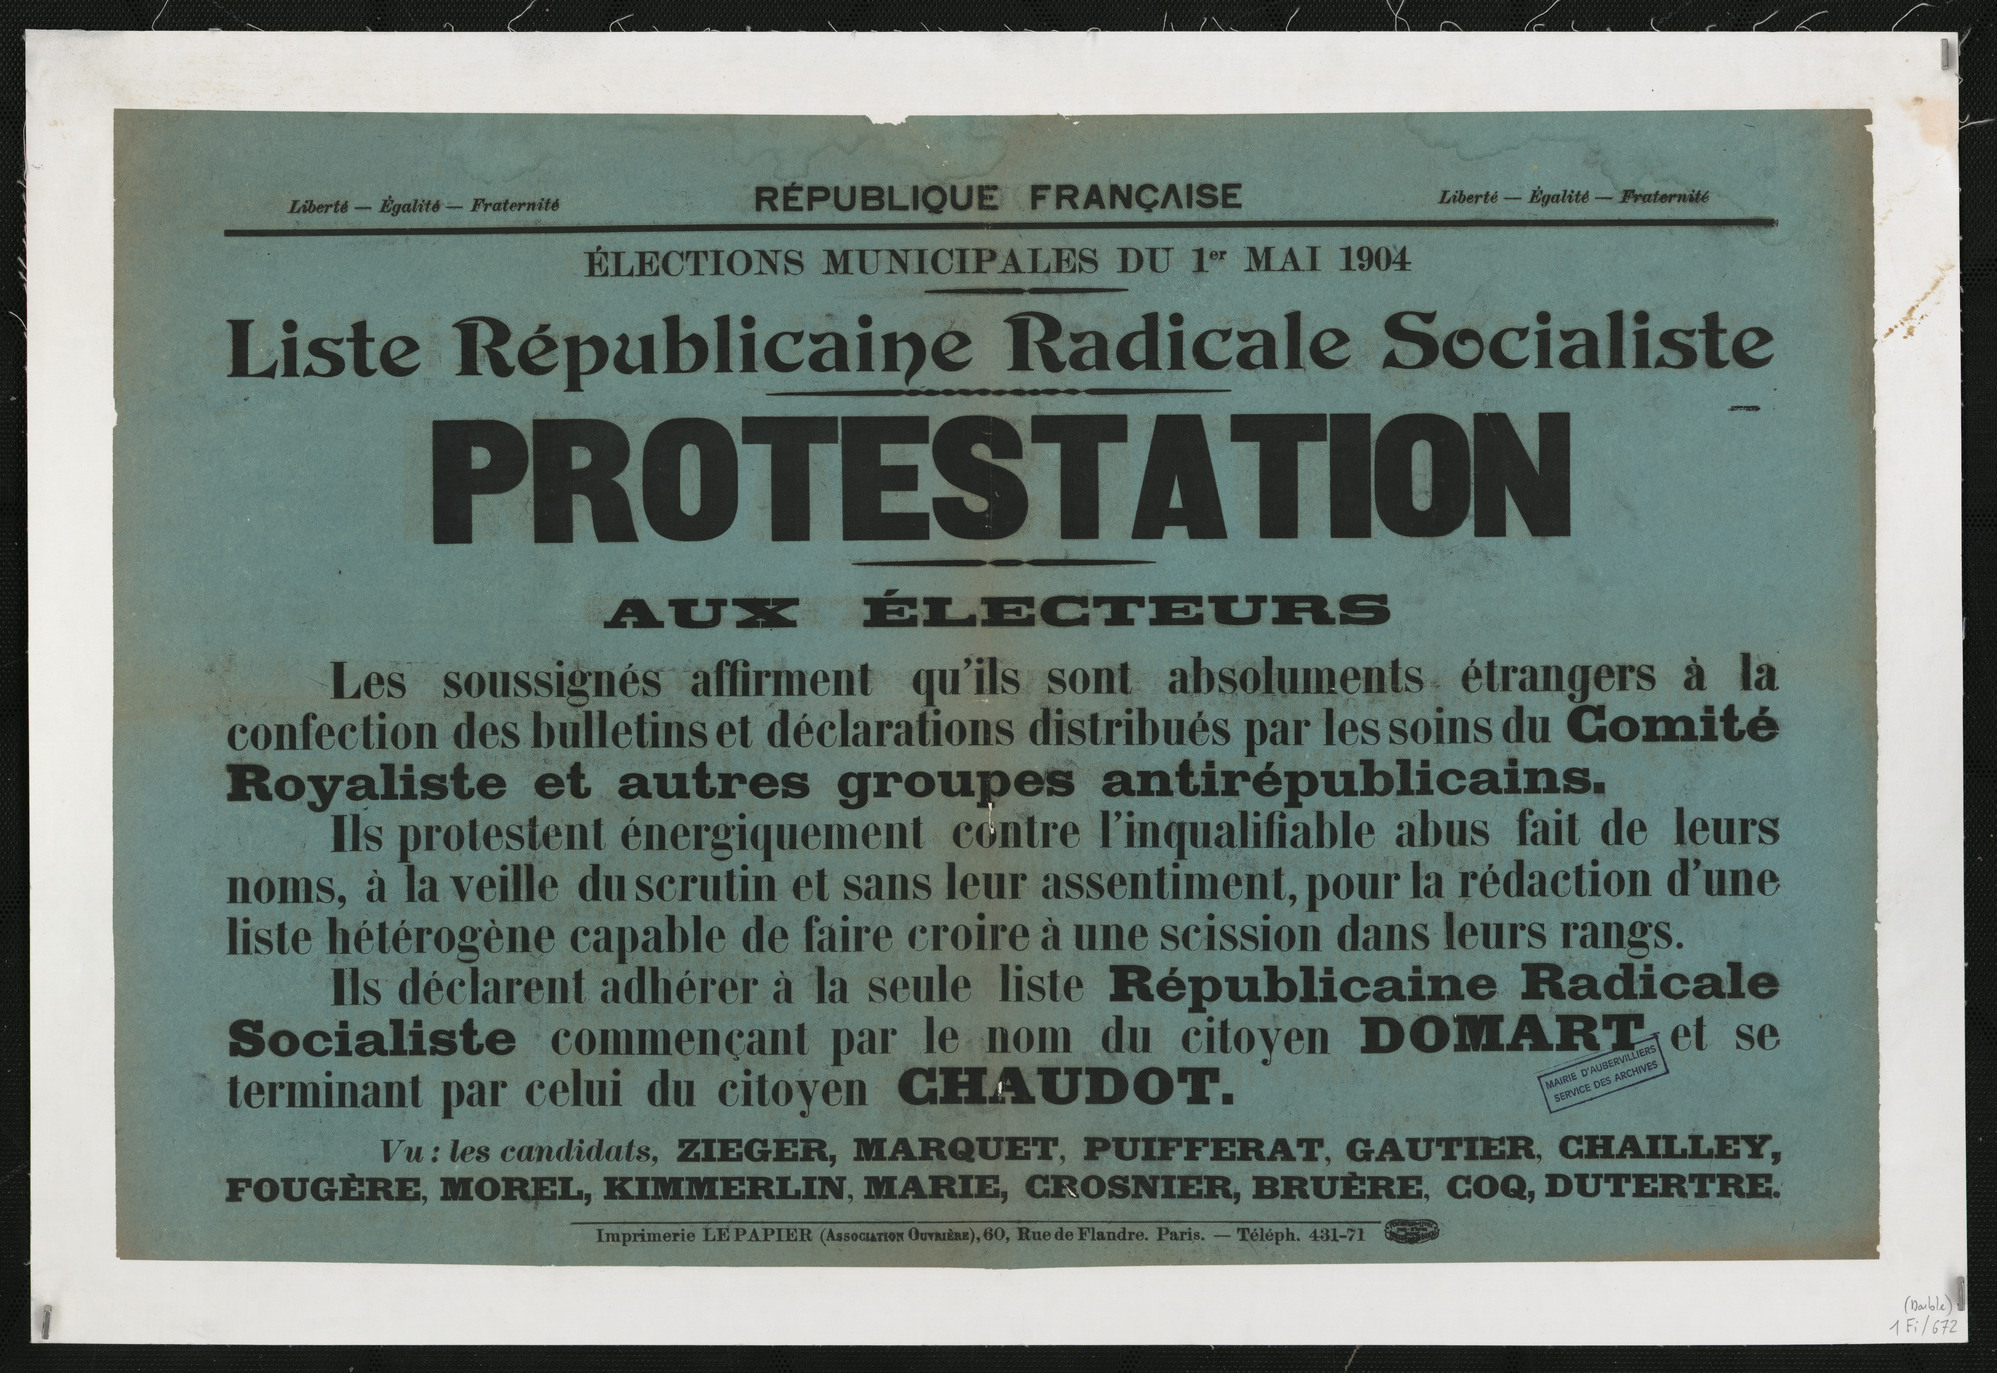 Liberté — Égalité — Fraternité
RÉPUBLIQUE FRANÇAISE
Liberté — Égalité — Fraternité
ÉLECTIONS MUNICIPALES DU 1er MAI 1904
Liste Républicaine Radicale Socialiste
PROTESTATION
AUX ÉLECTEURS
Les soussignés affirment qu'ils sont absoluments étrangers à la
confection des bulletins et déclarations distribués par les soins du Comité
Royaliste et autres groupes antirépublicains.
Ils protestent énergiquement contre l'inqualifiable abus fait de leurs
noms, à la veille du scrutin et sans leur assentiment, pour la rédaction d'une
liste hétérogène capable de faire croire à une scission dans leurs rangs.
Ils déclarent adhérer à la seule liste Républicaine Radicale
Socialiste commençant par le nom du citoyen DOMART et se
terminant par celui du citoyen CHAUDOT.
MAIRIE D'AUBERVILLIERS
SERVICE DES ARCHIVES
Vu : les candidats, ZIEGER, MARQUET, PUIFFERAT, GAUTIER, CHAILLEY,
FOUGÈRE, MOREL, KIMMERLIN, MARIE, CROSNIER, BRUÈRE, COQ, DUTERTRE.
Imprimerie LE PAPIER (Association Ouvrière), 60, Rue de Flandre. Paris. — Téléph. 431-71
(Double)
1 Fi/672